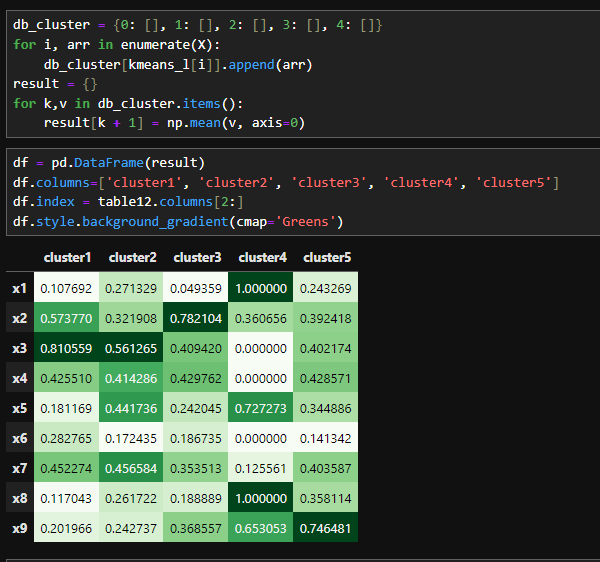 db_cluster = {0: [], 1: [], 2: [], 3: [], 4: []}
for i, arr in enumerate(X):
    db_cluster[kmeans_l[i]].append(arr)
result = {}
for k,v in db_cluster.items():
    result[k + 1] = np.mean(v, axis=0)
df = pd.DataFrame(result)
df.columns=['cluster1', 'cluster2', 'cluster3', 'cluster4', 'cluster5']
df.index = table12.columns[2:]
df.style.background_gradient(cmap='Greens')
cluster1 cluster2 cluster3 cluster4 cluster5
x1 0.107692 0.271329 0.049359 1.000000 0.243269
x2 0.573770 0.321908 0.782104 0.360656 0.392418
x3 0.810559 0.561265 0.409420 0.000000 0.402174
x4 0.425510 0.414286 0.429762 0.000000 0.428571
x5 0.181169 0.441736 0.242045 0.727273 0.344886
x6 0.282765 0.172435 0.186735 0.000000 0.141342
x7 0.452274 0.456584 0.353513 0.125561 0.403587
x8 0.117043 0.261722 0.188889 1.000000 0.358114
x9 0.201966 0.242737 0.368557 0.653053 0.746481